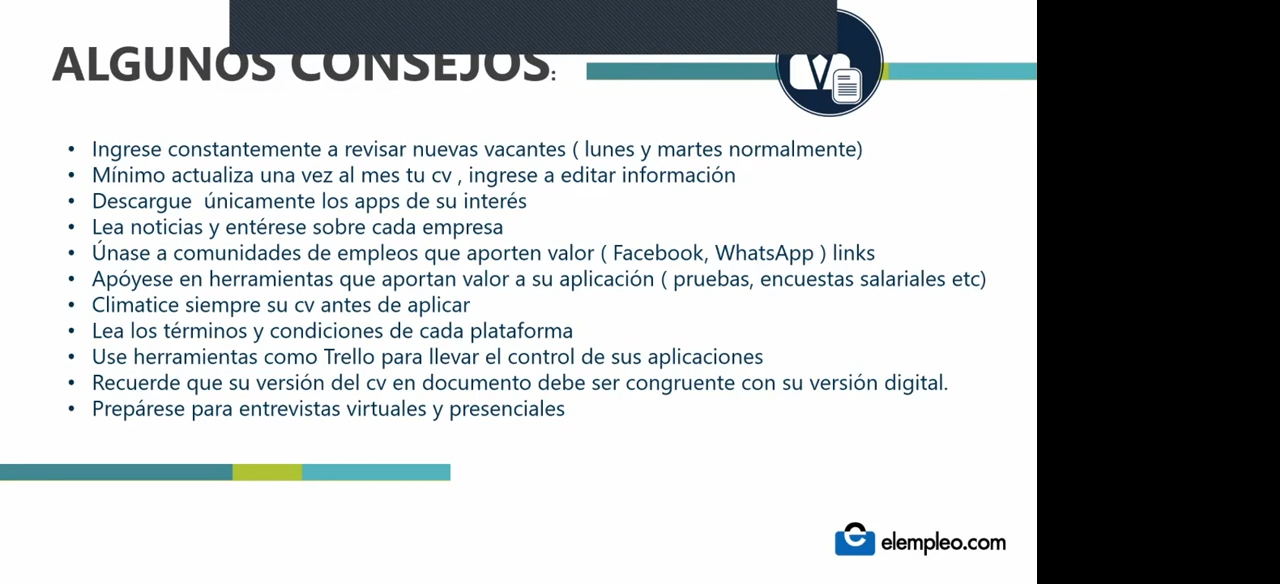 ALGUNOS CONSEJOS:
• Ingrese constantemente a revisar nuevas vacantes ( lunes y martes normalmente)
• Mínimo actualiza una vez al mes tu cv , ingrese a editar información
• Descargue  únicamente los apps de su interés
• Lea noticias y entérese sobre cada empresa
• Únase a comunidades de empleos que aporten valor ( Facebook, WhatsApp ) links
• Apóyese en herramientas que aportan valor a su aplicación ( pruebas, encuestas salariales etc)
• Climatice siempre su cv antes de aplicar
• Lea los términos y condiciones de cada plataforma
• Use herramientas como Trello para llevar el control de sus aplicaciones
• Recuerde que su versión del cv en documento debe ser congruente con su versión digital.
• Prepárese para entrevistas virtuales y presenciales
e elempleo.com